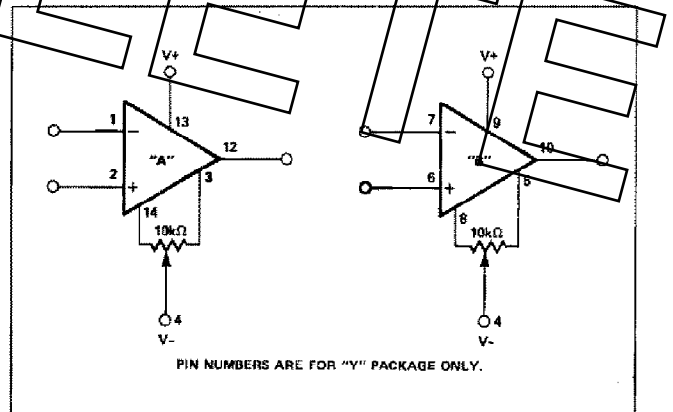 V+ V+
1 13 7 9
− −
"A" 12 10
2 3 6 5
+ +
14 8
10kΩ 10kΩ
4 4
V− V−
PIN NUMBERS ARE FOR "Y" PACKAGE ONLY.